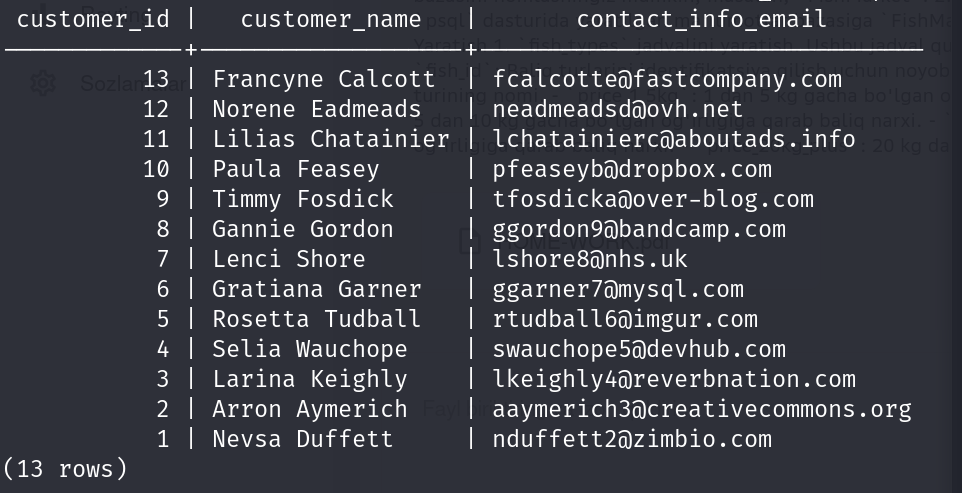 customer_id | customer_name | contact_info_email
13 | Francyne Calcott | fcalcotte@fastcompany.com
12 | Norene Eadmeads | neadmeadsd@ovh.net
11 | Lilias Chatainier | lchatainierc@aboutads.info
10 | Paula Feasey | pfeaseyb@dropbox.com
9 | Timmy Fosdick | tfosdicka@over-blog.com
8 | Gannie Gordon | ggordon9@bandcamp.com
7 | Lenci Shore | lshore8@nhs.uk
6 | Gratiana Garner | ggarner7@mysql.com
5 | Rosetta Tudball | rtudball6@imgur.com
4 | Selia Wauchope | swauchope5@devhub.com
3 | Larina Keighly | lkeighly4@reverbnation.com
2 | Arron Aymerich | aaymerich3@creativecommons.org
1 | Nevsa Duffett | nduffett2@zimbio.com
(13 rows)